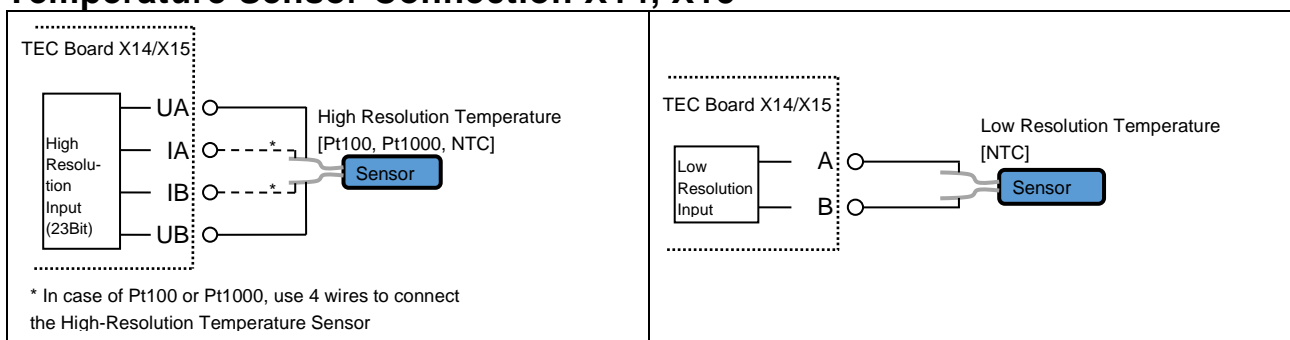 Temperature Sensor Connection X14, X15
TEC Board X14/X15
High
Resolu-
tion
Input
(23Bit)
UA
IA
IB
UB
*
*
High Resolution Temperature
[Pt100, Pt1000, NTC]
Sensor
* In case of Pt100 or Pt1000, use 4 wires to connect
the High-Resolution Temperature Sensor
TEC Board X14/X15
Low
Resolution
Input
A
B
Low Resolution Temperature
[NTC]
Sensor